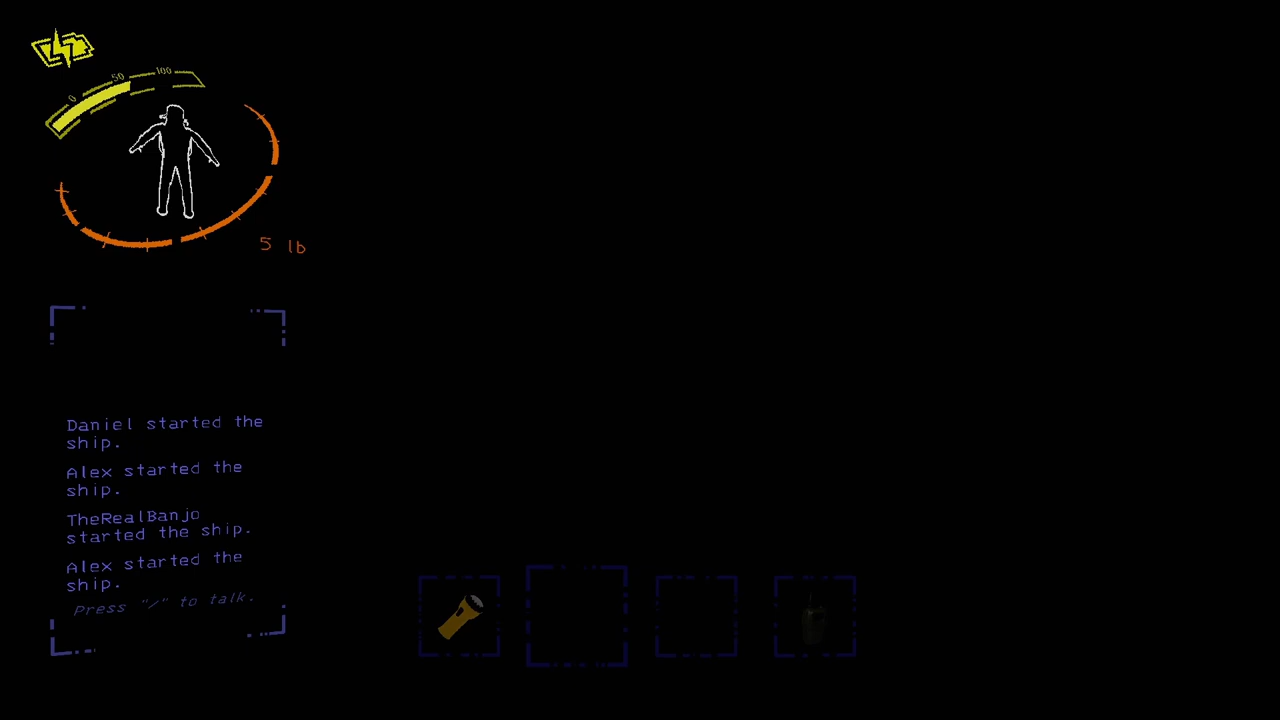 0 50 100
5 lb
Daniel started the
ship.
Alex started the
ship.
TheRealBanjo
started the ship.
Alex started the
ship.
Press "/" to talk.